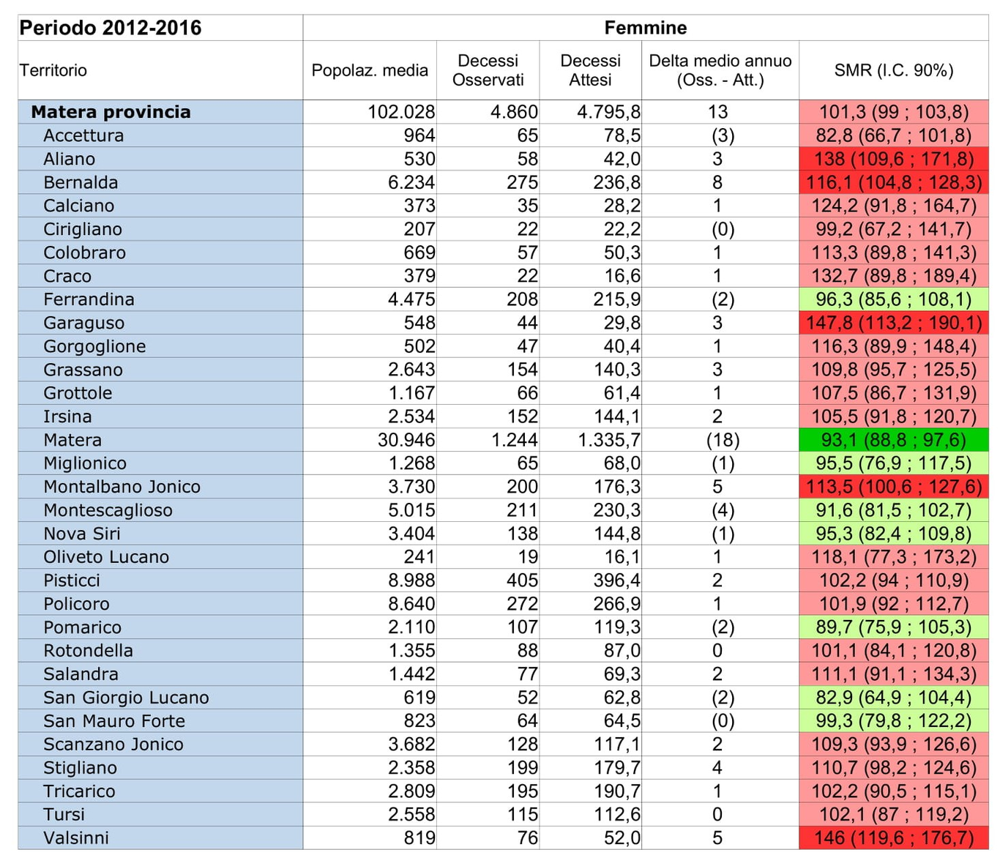 Periodo 2012-2016 Femmine
Territorio Popolaz. media Decessi Osservati Decessi Attesi Delta medio annuo (Oss. - Att.) SMR (I.C. 90%)
Matera provincia 102.028 4.860 4.795,8 13 101,3 (99 ; 103,8)
Accettura 964 65 78,5 (3) 82,8 (66,7 ; 101,8)
Aliano 530 58 42,0 3 138 (109,6 ; 171,8)
Bernalda 6.234 275 236,8 8 116,1 (104,8 ; 128,3)
Calciano 373 35 28,2 1 124,2 (91,8 ; 164,7)
Cirigliano 207 22 22,2 (0) 99,2 (67,2 ; 141,7)
Colobraro 669 57 50,3 1 113,3 (89,8 ; 141,3)
Craco 379 22 16,6 1 132,7 (89,8 ; 189,4)
Ferrandina 4.475 208 215,9 (2) 96,3 (85,6 ; 108,1)
Garaguso 548 44 29,8 3 147,8 (113,2 ; 190,1)
Gorgoglione 502 47 40,4 1 116,3 (89,9 ; 148,4)
Grassano 2.643 154 140,3 3 109,8 (95,7 ; 125,5)
Grottole 1.167 66 61,4 1 107,5 (86,7 ; 131,9)
Irsina 2.534 152 144,1 2 105,5 (91,8 ; 120,7)
Matera 30.946 1.244 1.335,7 (18) 93,1 (88,8 ; 97,6)
Miglionico 1.268 65 68,0 (1) 95,5 (76,9 ; 117,5)
Montalbano Jonico 3.730 200 176,3 5 113,5 (100,6 ; 127,6)
Montescaglioso 5.015 211 230,3 (4) 91,6 (81,5 ; 102,7)
Nova Siri 3.404 138 144,8 (1) 95,3 (82,4 ; 109,8)
Oliveto Lucano 241 19 16,1 1 118,1 (77,3 ; 173,2)
Pisticci 8.988 405 396,4 2 102,2 (94 ; 110,9)
Policoro 8.640 272 266,9 1 101,9 (92 ; 112,7)
Pomarico 2.110 107 119,3 (2) 89,7 (75,9 ; 105,3)
Rotondella 1.355 88 87,0 0 101,1 (84,1 ; 120,8)
Salandra 1.442 77 69,3 2 111,1 (91,1 ; 134,3)
San Giorgio Lucano 619 52 62,8 (2) 82,9 (64,9 ; 104,4)
San Mauro Forte 823 64 64,5 (0) 99,3 (79,8 ; 122,2)
Scanzano Jonico 3.682 128 117,1 2 109,3 (93,9 ; 126,6)
Stigliano 2.358 199 179,7 4 110,7 (98,2 ; 124,6)
Tricarico 2.809 195 190,7 1 102,2 (90,5 ; 115,1)
Tursi 2.558 115 112,6 0 102,1 (87 ; 119,2)
Valsinni 819 76 52,0 5 146 (119,6 ; 176,7)